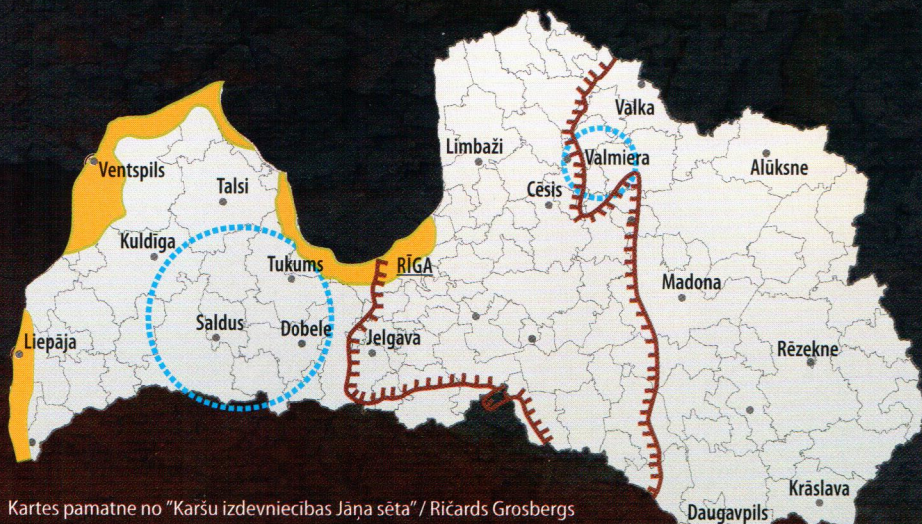 Valka
Limbaži
Valmiera
Alūksne
Ventspils
Talsi
Cēsis
Kuldīga
Tukums
RĪGA
Madona
Saldus
Dobele
Jelgava
Liepāja
Rēzekne
Krāslava
Daugavpils
Kartes pamatne no "Karšu izdevniecības Jāņa sēta" / Ričards Grosbergs